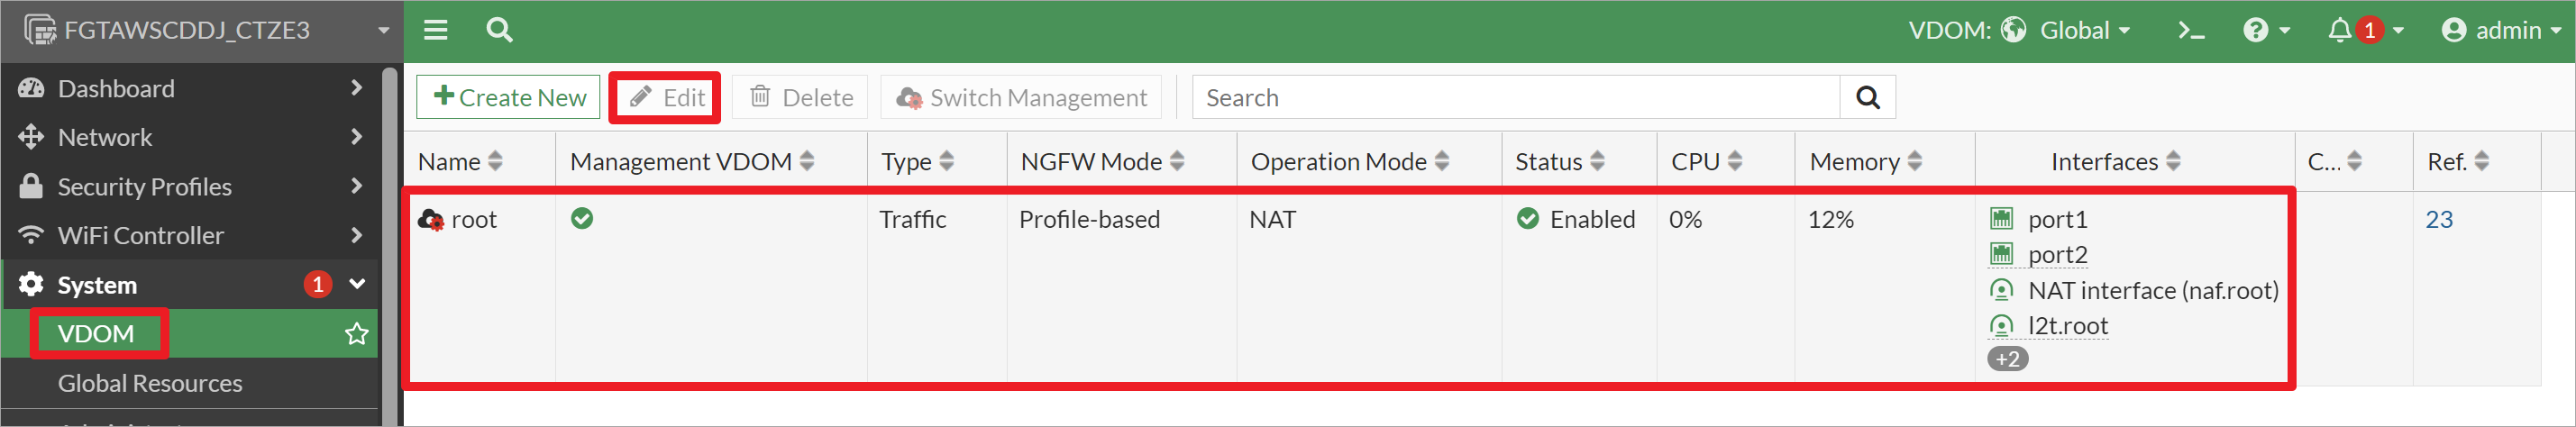 FGTAWSCDDJ_CTZE3
VDOM: Global
1
admin
Dashboard
Network
Security Profiles
WiFi Controller
System 1
VDOM
Global Resources
Create New Edit Delete Switch Management Search
Name Management VDOM Type NGFW Mode Operation Mode Status CPU Memory Interfaces C... Ref.
root Traffic Profile-based NAT Enabled 0% 12% port1 23
port2
NAT interface (naf.root)
l2t.root
+2